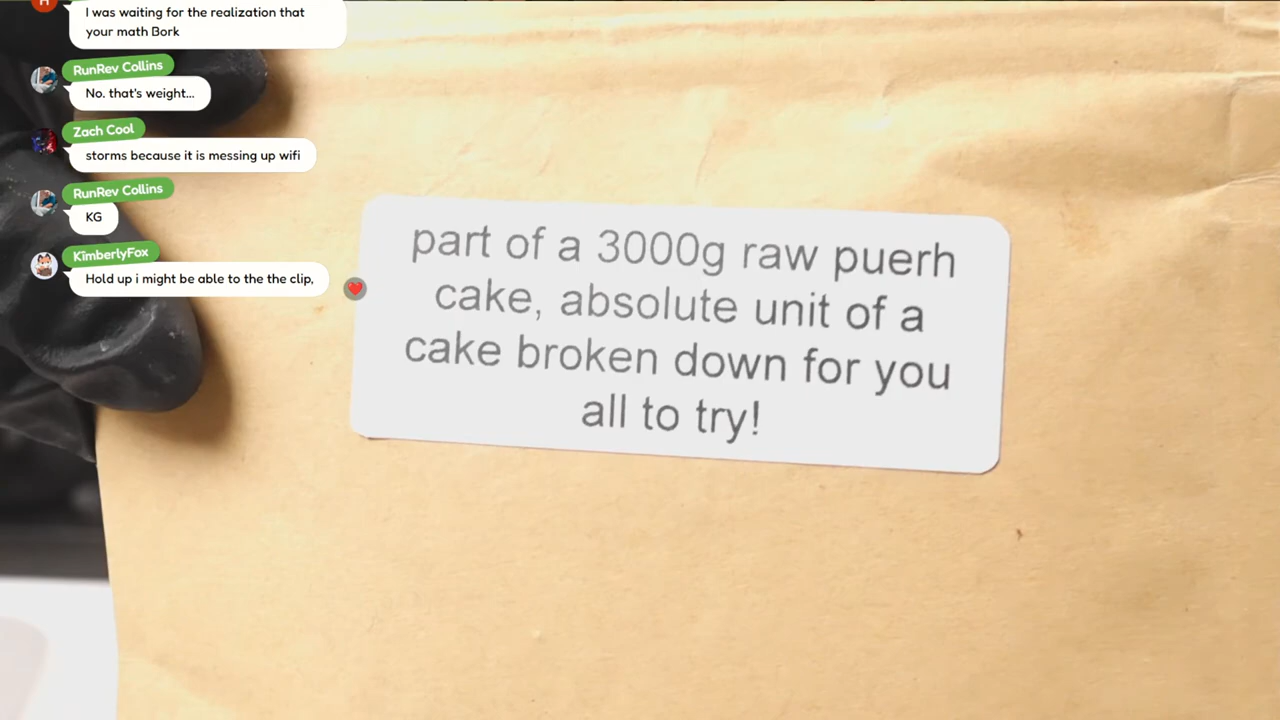 I was waiting for the realization that
your math Bork
RunRev Collins
No. that's weight...
Zach Cool
storms because it is messing up wifi
RunRev Collins
KG
KimberlyFox
Hold up i might be able to the the clip,
part of a 3000g raw puerh
cake, absolute unit of a
cake broken down for you
all to try!